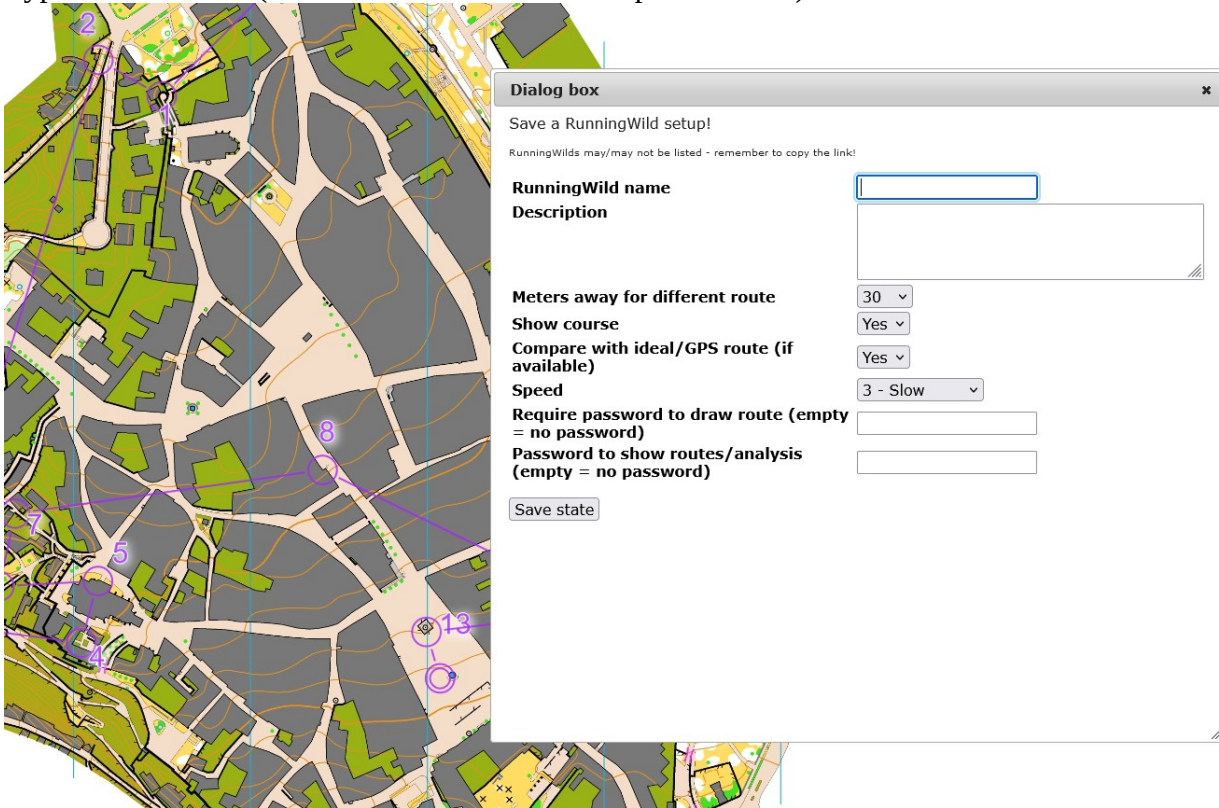 2
1
8
7
5
4
13
Dialog box
Save a RunningWild setup!
RunningWilds may/may not be listed - remember to copy the link!
RunningWild name
Description
Meters away for different route 30
Show course Yes
Compare with ideal/GPS route (if
available) Yes
Speed 3 - Slow
Require password to draw route (empty
= no password)
Password to show routes/analysis
(empty = no password)
Save state